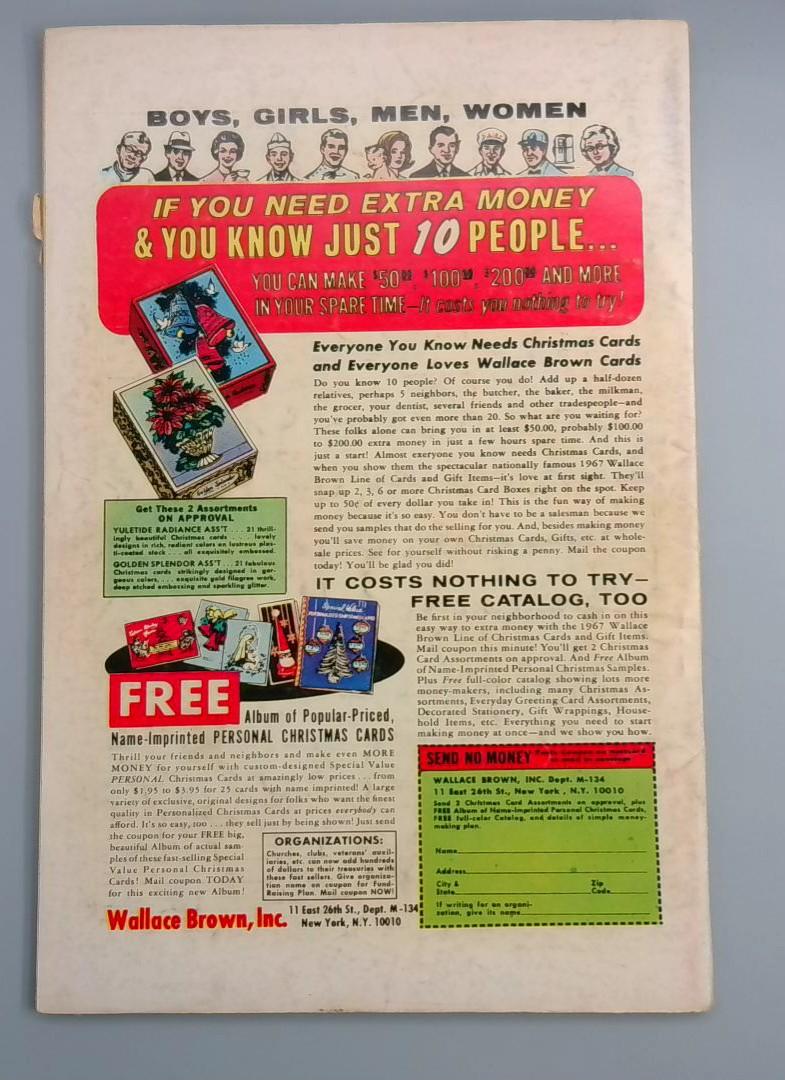 BOYS, GIRLS, MEN, WOMEN
IF YOU NEED EXTRA MONEY
& YOU KNOW JUST 10 PEOPLE...
YOU CAN MAKE $50.00, $100.00, $200.00 AND MORE
IN YOUR SPARE TIME—it costs you nothing to try!
Everyone You Know Needs Christmas Cards
and Everyone Loves Wallace Brown Cards
Do you know 10 people? Of course you do! Add up a half-dozen
relatives, perhaps 5 neighbors, the butcher, the baker, the milkman,
the grocer, your dentist, several friends and other tradespeople—and
you've probably got even more than 20. So what are you waiting for?
These folks alone can bring you in at least $50.00, probably $100.00
to $200.00 extra money in just a few hours spare time. And this is
just a start! Almost everyone you know needs Christmas Cards, and
when you show them the spectacular nationally famous 1967 Wallace
Brown Line of Cards and Gift Items—it's love at first sight. They'll
snap up 2, 3, 6 or more Christmas Card Boxes right on the spot. Keep
up to 50¢ of every dollar you take in! This is the fun way of making
money because it's so easy. You don't have to be a salesman because we
send you samples that do the selling for you. And, besides making money
you'll save money on your own Christmas Cards, Gifts, etc. at whole-
sale prices. See for yourself without risking a penny. Mail the coupon
today! You'll be glad you did!
Get These 2 Assortments
ON APPROVAL
YULETIDE RADIANCE ASS'T . . . 21 thrill-
ingly beautiful Christmas cards . . . lovely
designs in rich, radiant colors on lustrous plas-
ti-coated stock . . . all exquisitely embossed.
GOLDEN SPLENDOR ASS'T . . . 21 fabulous
Christmas cards strikingly designed in gor-
geous colors, . . . exquisite gold filagree work,
deep etched embossing and sparkling glitter.
IT COSTS NOTHING TO TRY—
FREE CATALOG, TOO
Be first in your neighborhood to cash in on this
easy way to extra money with the 1967 Wallace
Brown Line of Christmas Cards and Gift Items.
Mail coupon this minute! You'll get 2 Christmas
Card Assortments on approval. And Free Album
of Name-Imprinted Personal Christmas Samples.
Plus Free full-color catalog showing lots more
money-makers, including many Christmas As-
sortments, Everyday Greeting Card Assortments,
Decorated Stationery, Gift Wrappings, House-
hold Items, etc. Everything you need to start
making money at once—and we show you how.
Special Value
FREE
Album of Popular-Priced,
Name-Imprinted PERSONAL CHRISTMAS CARDS
Thrill your friends and neighbors and make even MORE
MONEY for yourself with custom-designed Special Value
PERSONAL Christmas Cards at amazingly low prices . . . from
only $1.95 to $3.95 for 25 cards with name imprinted! A large
variety of exclusive, original designs for folks who want the finest
quality in Personalized Christmas Cards at prices everybody can
afford. It's so easy, too . . . they sell just by being shown! Just send
the coupon for your FREE big,
beautiful Album of actual sam-
ples of these fast-selling Special
Value Personal Christmas
Cards! Mail coupon TODAY
for this exciting new Album!
ORGANIZATIONS:
Churches, clubs, veterans' auxil-
iaries, etc. can now add hundreds
of dollars to their treasuries with
these fast sellers. Give organiza-
tion name on coupon for Fund-
Raising Plan. Mail coupon NOW!
Wallace Brown, Inc.
11 East 26th St., Dept. M-134
New York, N.Y. 10010
SEND NO MONEY
WALLACE BROWN, INC. Dept. M-134
11 East 26th St., New York, N.Y. 10010
Send 2 Christmas Card Assortments on approval, plus
FREE Album of Name-Imprinted Personal Christmas Cards,
FREE full-color Catalog, and details of simple money-
making plan.
Name
Address
City & State
Zip Code
If writing for an organi-
zation, give its name